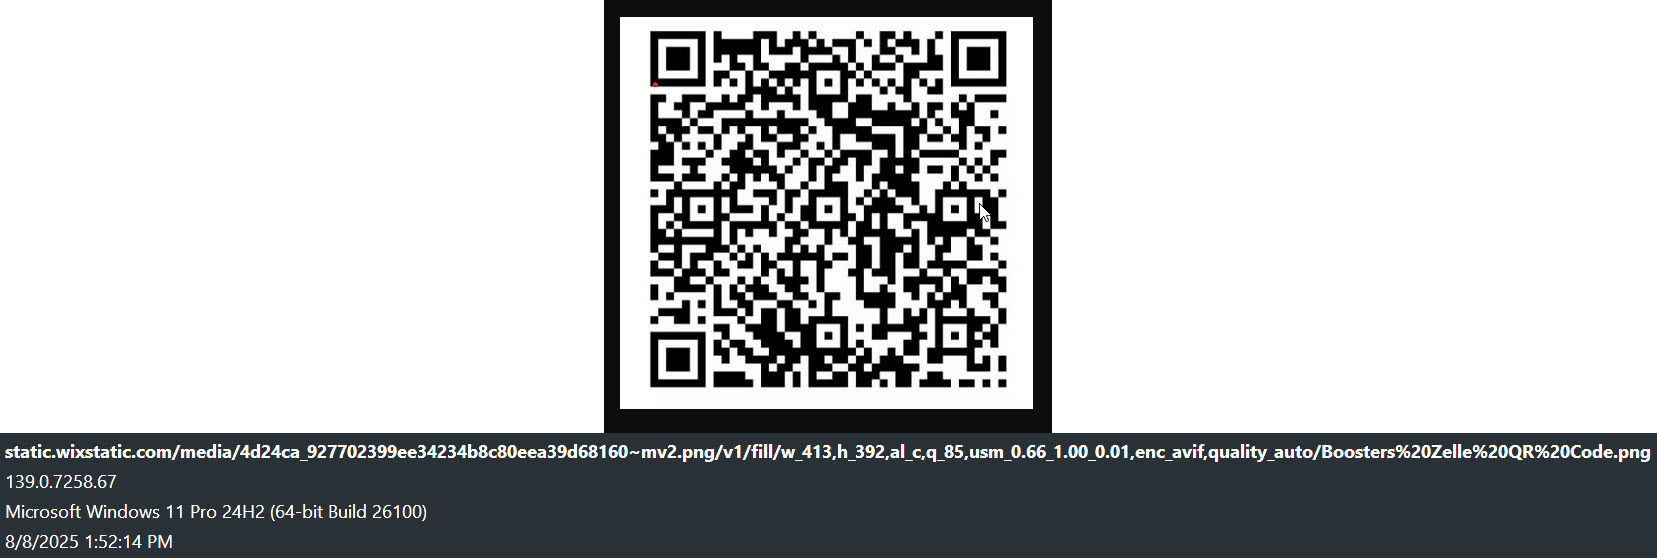 static.wixstatic.com/media/4d24ca_927702399ee34234b8c80eea39d68160~mv2.png/v1/fill/w_413,h_392,al_c,q_85,usm_0.66_1.00_0.01,enc_avif,quality_auto/Boosters%20Zelle%20QR%20Code.png
139.0.7258.67
Microsoft Windows 11 Pro 24H2 (64-bit Build 26100)
8/8/2025 1:52:14 PM